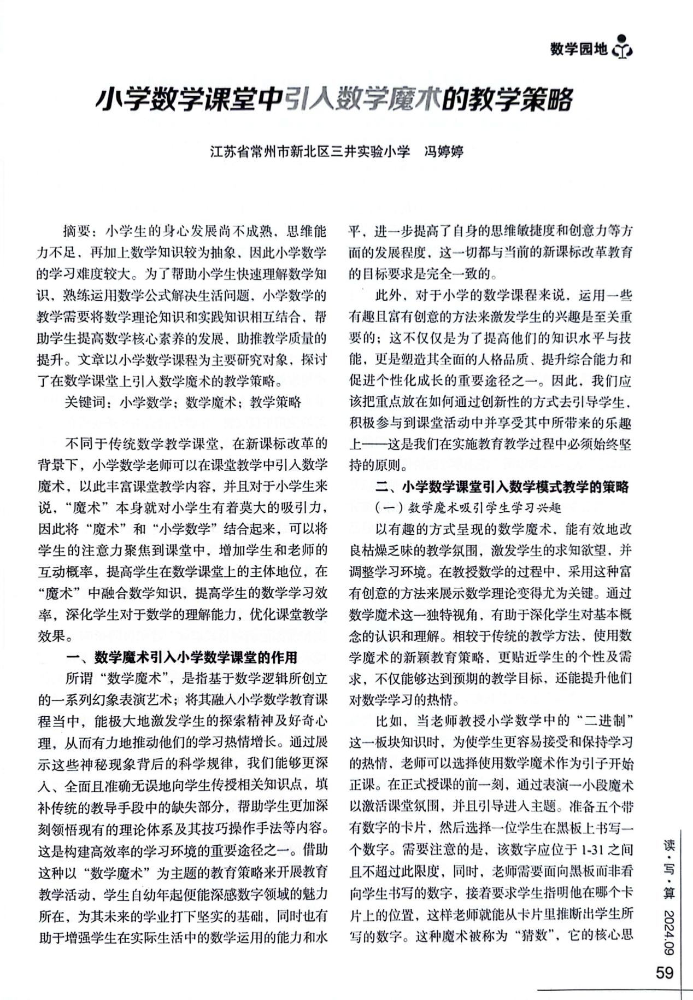 数学园地
小学数学课堂中引入数学魔术的教学策略
江苏省常州市新北区三井实验小学 冯婷婷
摘要：小学生的身心发展尚不成熟，思维能
力不足，再加上数学知识较为抽象，因此小学数学
的学习难度较大。为了帮助小学生快速理解数学知
识，熟练运用数学公式解决生活问题，小学数学的
教学需要将数学理论知识和实践知识相互结合，帮
助学生提高数学核心素养的发展，助推教学质量的
提升。文章以小学数学课程为主要研究对象，探讨
了在数学课堂上引入数学魔术的教学策略。
关键词：小学数学；数学魔术；教学策略
不同于传统数学教学课堂，在新课标改革的
背景下，小学数学老师可以在课堂教学中引入数学
魔术，以此丰富课堂教学内容，并且对于小学生来
说，“魔术”本身就对小学生有着莫大的吸引力，
因此将“魔术”和“小学数学”结合起来，可以将
学生的注意力聚焦到课堂中，增加学生和老师的
互动概率，提高学生在数学课堂上的主体地位，在
“魔术”中融合数学知识，提高学生的数学学习效
率，深化学生对于数学的理解能力，优化课堂教学
效果。
一、数学魔术引入小学数学课堂的作用
所谓“数学魔术”，是指基于数学逻辑所创立
的一系列幻象表演艺术；将其融入小学数学教育课
程当中，能极大地激发学生的探索精神及好奇心
理，从而有力地推动他们的学习热情增长。通过展
示这些神秘现象背后的科学规律，我们能够更深
入、全面且准确无误地向学生传授相关知识点，填
补传统的教导手段中的缺失部分，帮助学生更加深
刻领悟现有的理论体系及其技巧操作手法等内容。
这是构建高效率的学习环境的重要途径之一。借助
这种以“数学魔术”为主题的教育策略来开展教育
教学活动，学生自幼年起便能深感数字领域的魅力
所在，为其未来的学业打下坚实的基础，同时也有
助于增强学生在实际生活中的数学运用的能力和水
平，进一步提高了自身的思维敏捷度和创意力等方
面的发展程度，这一切都与当前的新课标改革教育
的目标要求是完全一致的。
此外，对于小学的数学课程来说，运用一些
有趣且富有创意的方法来激发学生的兴趣是至关重
要的；这不仅仅是为了提高他们的知识水平与技
能，更是塑造其全面的人格品质、提升综合能力和
促进个性化成长的重要途径之一。因此，我们应
该把重点放在如何通过创新性的方式去引导学生，
积极参与到课堂活动中并享受其中所带来的乐趣
上——这是我们在实施教育教学过程中必须始终坚
持的原则。
二、小学数学课堂引入数学模式教学的策略
（一）数学魔术吸引学生学习兴趣
以有趣的方式呈现的数学魔术，能有效地改
良枯燥乏味的教学氛围，激发学生的求知欲望，并
调整学习环境。在教授数学的过程中，采用这种富
有创意的方法来展示数学理论变得尤为关键。通过
数学魔术这一独特视角，有助于深化学生对基本概
念的认识和理解。相较于传统的教学方法，使用数
学魔术的新颖教育策略，更贴近学生的个性及需
求，不仅能够达到预期的教学目标，还能提升他们
对数学学习的热情。
比如，当老师教授小学数学中的“二进制”
这一板块知识时，为使学生更容易接受和保持学习
的热情，老师可以选择使用数学魔术作为引子开始
正课。在正式授课的前一刻，通过表演一小段魔术
以激活课堂氛围，并且引导进入主题。准备五个带
有数字的卡片，然后选择一位学生在黑板上书写一
个数字。需要注意的是，该数字应位于1-31之间
且不超过此限度，同时，老师需要面向黑板而非看
向学生书写的数字，接着要求学生指明他在哪个卡
片上的位置，这样老师就能从卡片里推断出学生所
写的数字。这种魔术被称为“猜数”，它的核心思
读·写·算 2024.09
59